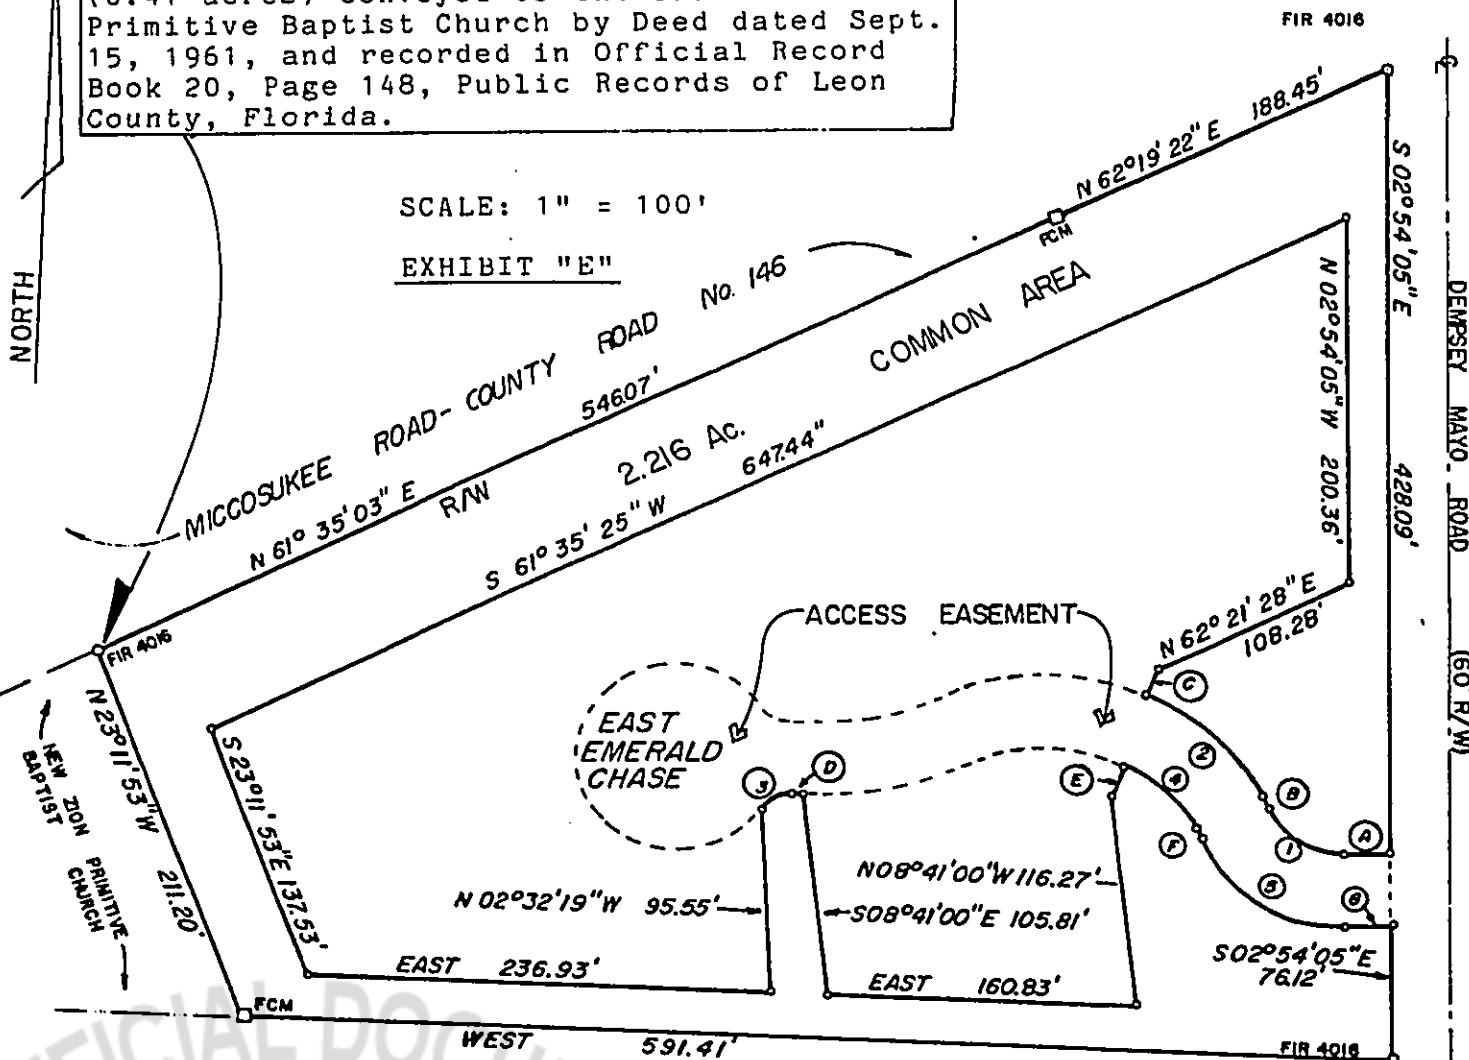 Primitive Baptist Church by Deed dated Sept.
15, 1961, and recorded in Official Record
Book 20, Page 148, Public Records of Leon
County, Florida.
FIR 4016
SCALE: 1" = 100'
EXHIBIT "E"
NORTH
N 62° 19' 22" E 188.45'
FCM
S 02° 54' 05" E 428.09'
DEMPSEY MAYO ROAD (60 R/W)
MICCOSUKEE ROAD - COUNTY ROAD No. 146
N 61° 35' 03" E 546.07'
R/W
2.216 Ac.
COMMON AREA
S 61° 35' 25" W 647.44"
N 02° 54' 05" W 200.36'
N 62° 21' 28" E
108.28'
FIR 4016
ACCESS EASEMENT
EAST
EMERALD
CHASE
C
2
4
E
B
A
1
F
5
6
3
D
N 23° 11' 53" W 211.20'
NEW ZION PRIMITIVE
BAPTIST CHURCH
S 23° 11' 53" E 137.53'
N 02° 32' 19" W 95.55'
N 08° 41' 00" W 116.27'
S 08° 41' 00" E 105.81'
S 02° 54' 05" E
76.12'
EAST 236.93'
EAST 160.83'
FCM
WEST 591.41'
FIR 4016